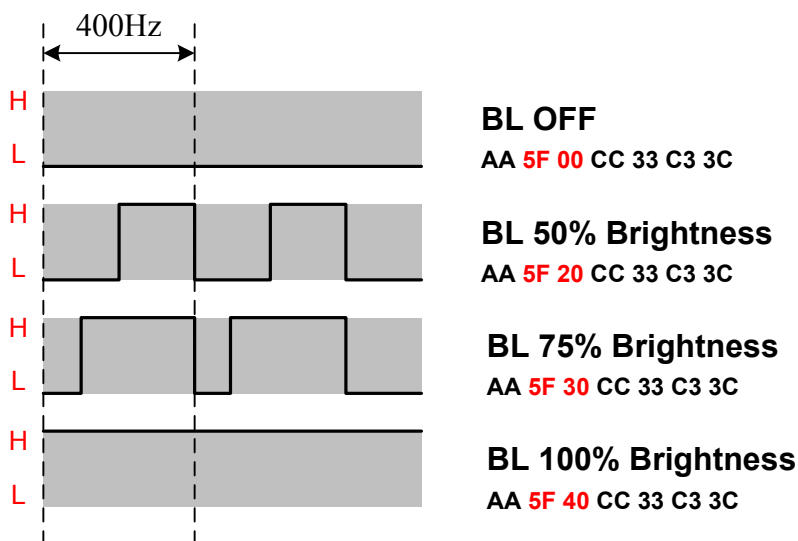 400Hz
H
L
BL OFF
AA 5F 00 CC 33 C3 3C
H
L
BL 50% Brightness
AA 5F 20 CC 33 C3 3C
H
L
BL 75% Brightness
AA 5F 30 CC 33 C3 3C
H
L
BL 100% Brightness
AA 5F 40 CC 33 C3 3C